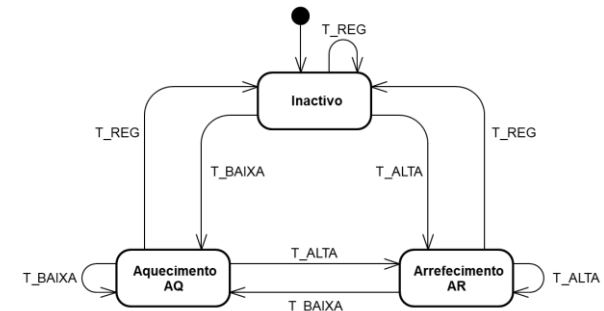 T_REG
Inactivo
T_REG
T_REG
T_BAIXA
T_ALTA
T_ALTA
T_BAIXA
Aquecimento
AQ
Arrefecimento
AR
T_ALTA
T_BAIXA